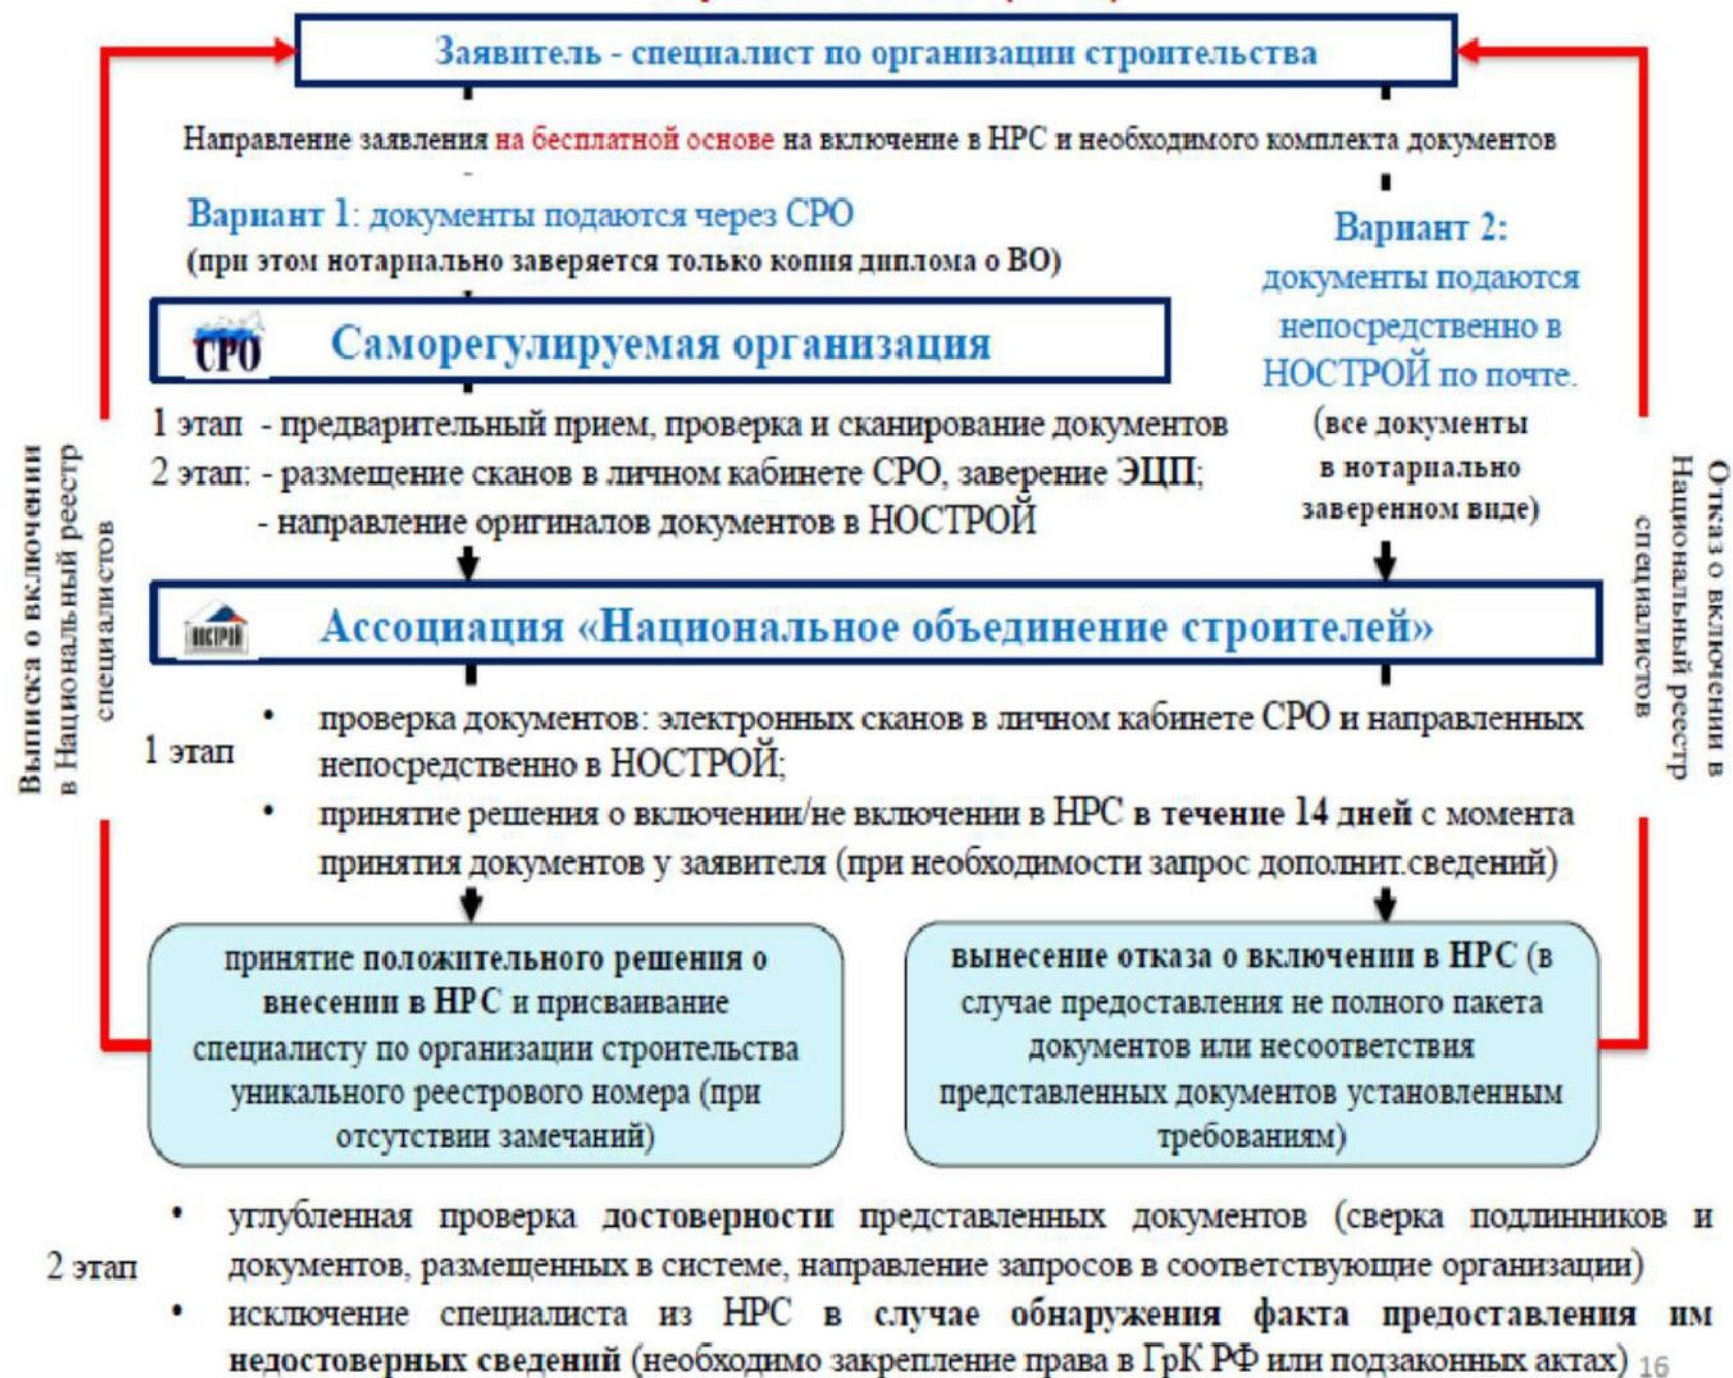 Заявитель - специалист по организации строительства
Направление заявления на бесплатной основе на включение в НРС и необходимого комплекта документов
Вариант 1: документы подаются через СРО
(при этом нотариально заверяется только копия диплома о ВО)
Вариант 2:
документы подаются
непосредственно в
НОСТРОЙ по почте.
(все документы
в нотариально
заверенном виде)
СРО
Саморегулируемая организация
1 этап - предварительный прием, проверка и сканирование документов
2 этап: - размещение сканов в личном кабинете СРО, заверение ЭЦП;
- направление оригиналов документов в НОСТРОЙ
Выписка о включении
в Национальный реестр
специалистов
Отказ о включении в
Национальный реестр
специалистов
НОСТРОЙ
Ассоциация «Национальное объединение строителей»
1 этап
• проверка документов: электронных сканов в личном кабинете СРО и направленных
непосредственно в НОСТРОЙ;
• принятие решения о включении/не включении в НРС в течение 14 дней с момента
принятия документов у заявителя (при необходимости запрос дополнит.сведений)
принятие положительного решения о
внесении в НРС и присваивание
специалисту по организации строительства
уникального реестрового номера (при
отсутствии замечаний)
вынесение отказа о включении в НРС (в
случае предоставления не полного пакета
документов или несоответствия
представленных документов установленным
требованиям)
2 этап
• углубленная проверка достоверности представленных документов (сверка подлинников и
документов, размещенных в системе, направление запросов в соответствующие организации)
• исключение специалиста из НРС в случае обнаружения факта предоставления им
недостоверных сведений (необходимо закрепление права в ГрК РФ или подзаконных актах)
16